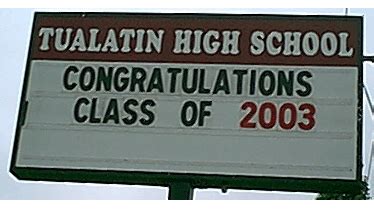 TUALATIN HIGH SCHOOL
CONGRATULATIONS
CLASS OF 2003